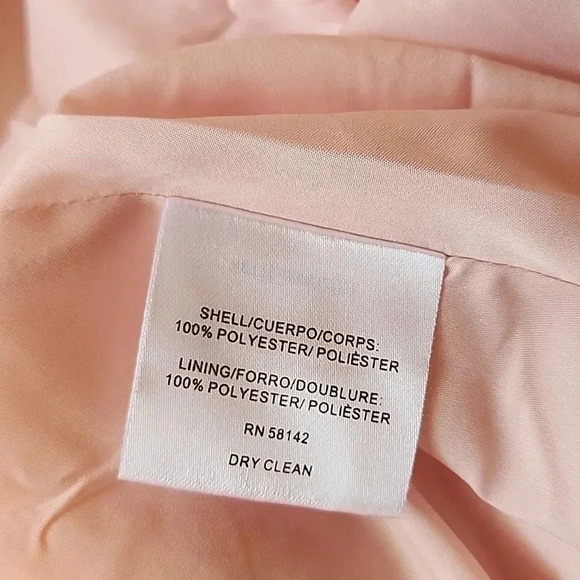 SHELL/CUERPO/CORPS:
100% POLYESTER/ POLIÈSTER
LINING/FORRO/DOUBLURE:
100% POLYESTER/ POLIÈSTER
RN 58142
DRY CLEAN